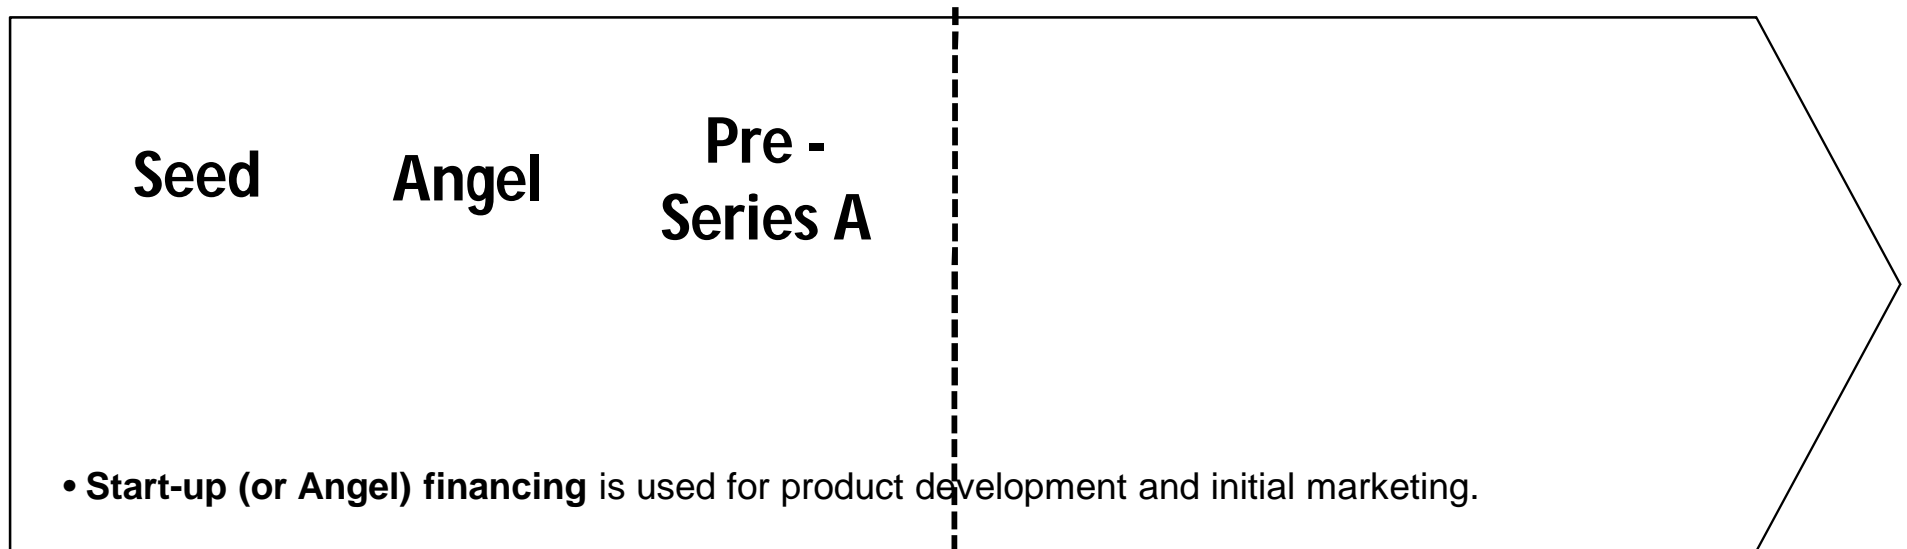 Seed
Angel
Pre -
Series A
• Start-up (or Angel) financing is used for product development and initial marketing.